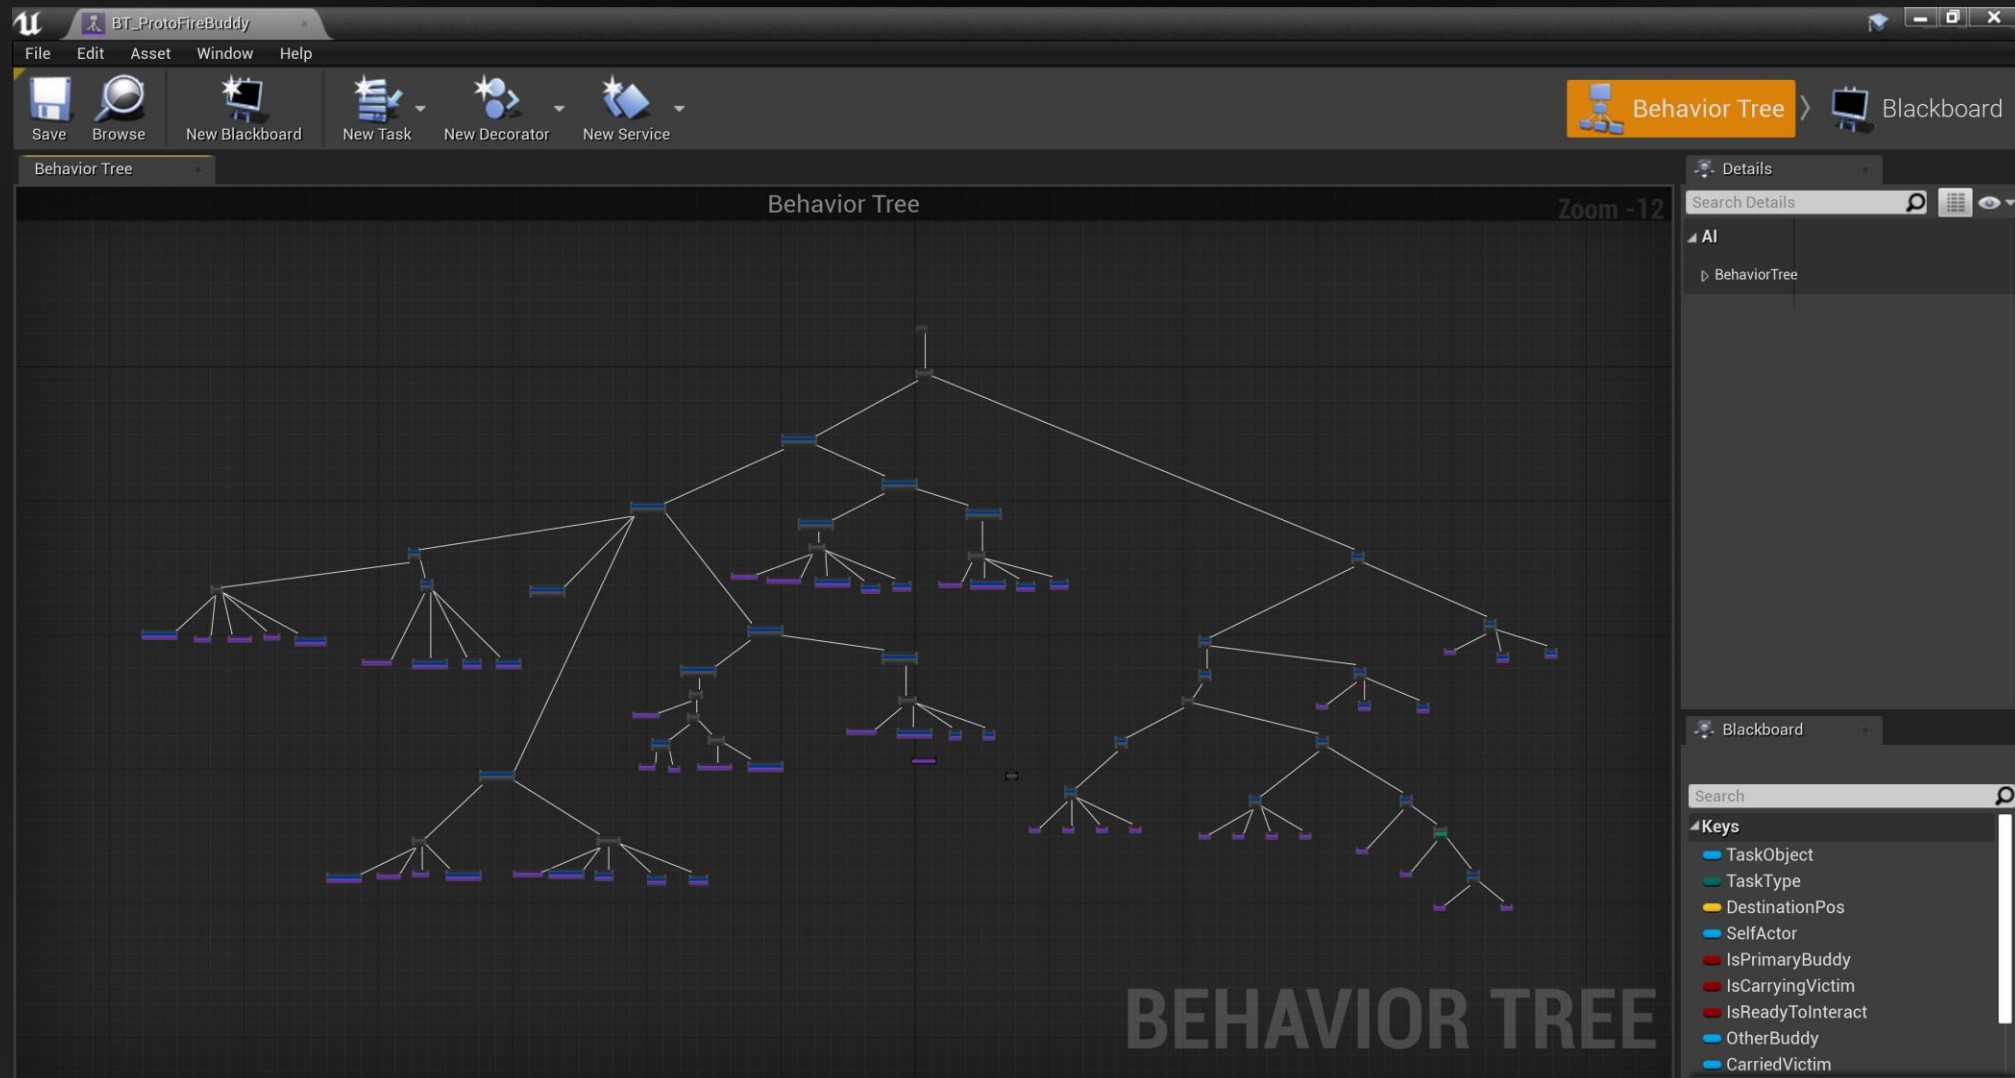 BT_ProtoFireBuddy
File Edit Asset Window Help
Save Browse New Blackboard New Task New Decorator New Service
Behavior Tree Blackboard
Behavior Tree
Details
Behavior Tree
Zoom -12
Search Details
AI
BehaviorTree
Blackboard
Search
Keys
TaskObject
TaskType
DestinationPos
SelfActor
IsPrimaryBuddy
IsCarryingVictim
IsReadyToInteract
OtherBuddy
CarriedVictim
BEHAVIOR TREE